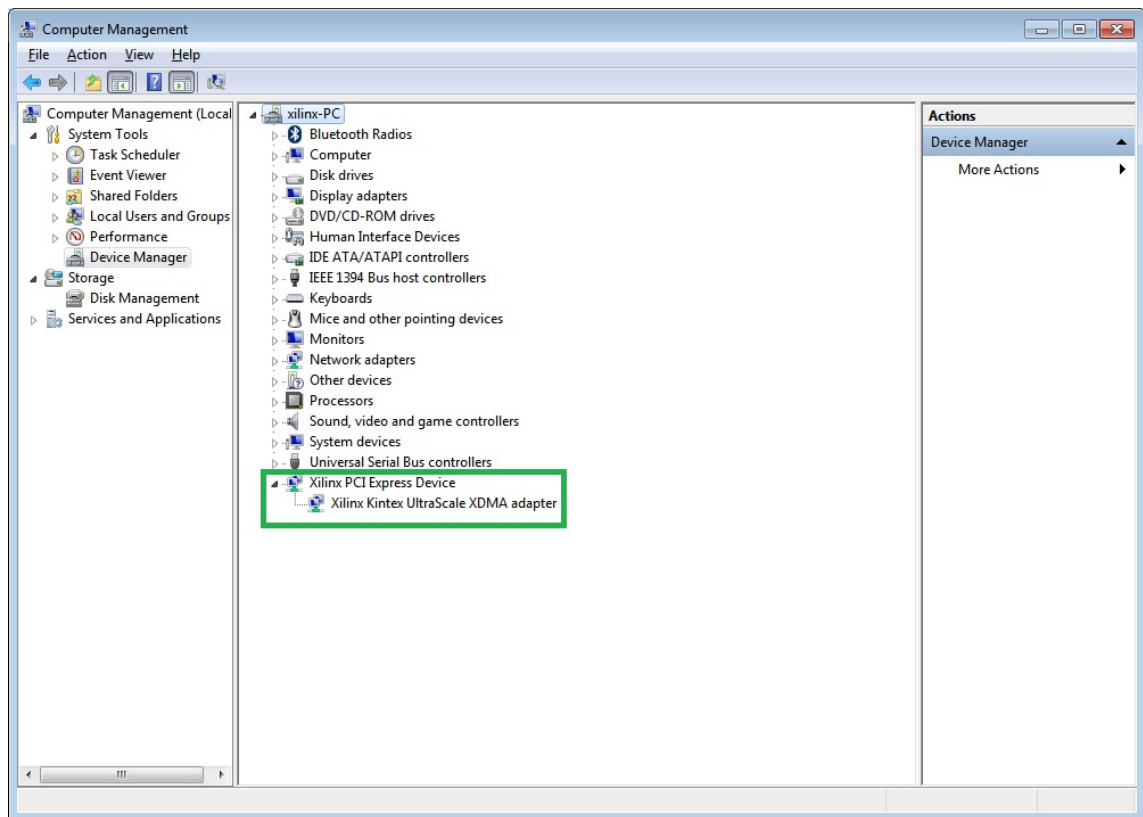 Computer Management
File Action View Help
Computer Management (Local
System Tools
Task Scheduler
Event Viewer
Shared Folders
Local Users and Groups
Performance
Device Manager
Storage
Disk Management
Services and Applications
xilinx-PC
Bluetooth Radios
Computer
Disk drives
Display adapters
DVD/CD-ROM drives
Human Interface Devices
IDE ATA/ATAPI controllers
IEEE 1394 Bus host controllers
Keyboards
Mice and other pointing devices
Monitors
Network adapters
Other devices
Processors
Sound, video and game controllers
System devices
Universal Serial Bus controllers
Xilinx PCI Express Device
Xilinx Kintex UltraScale XDMA adapter
Actions
Device Manager
More Actions